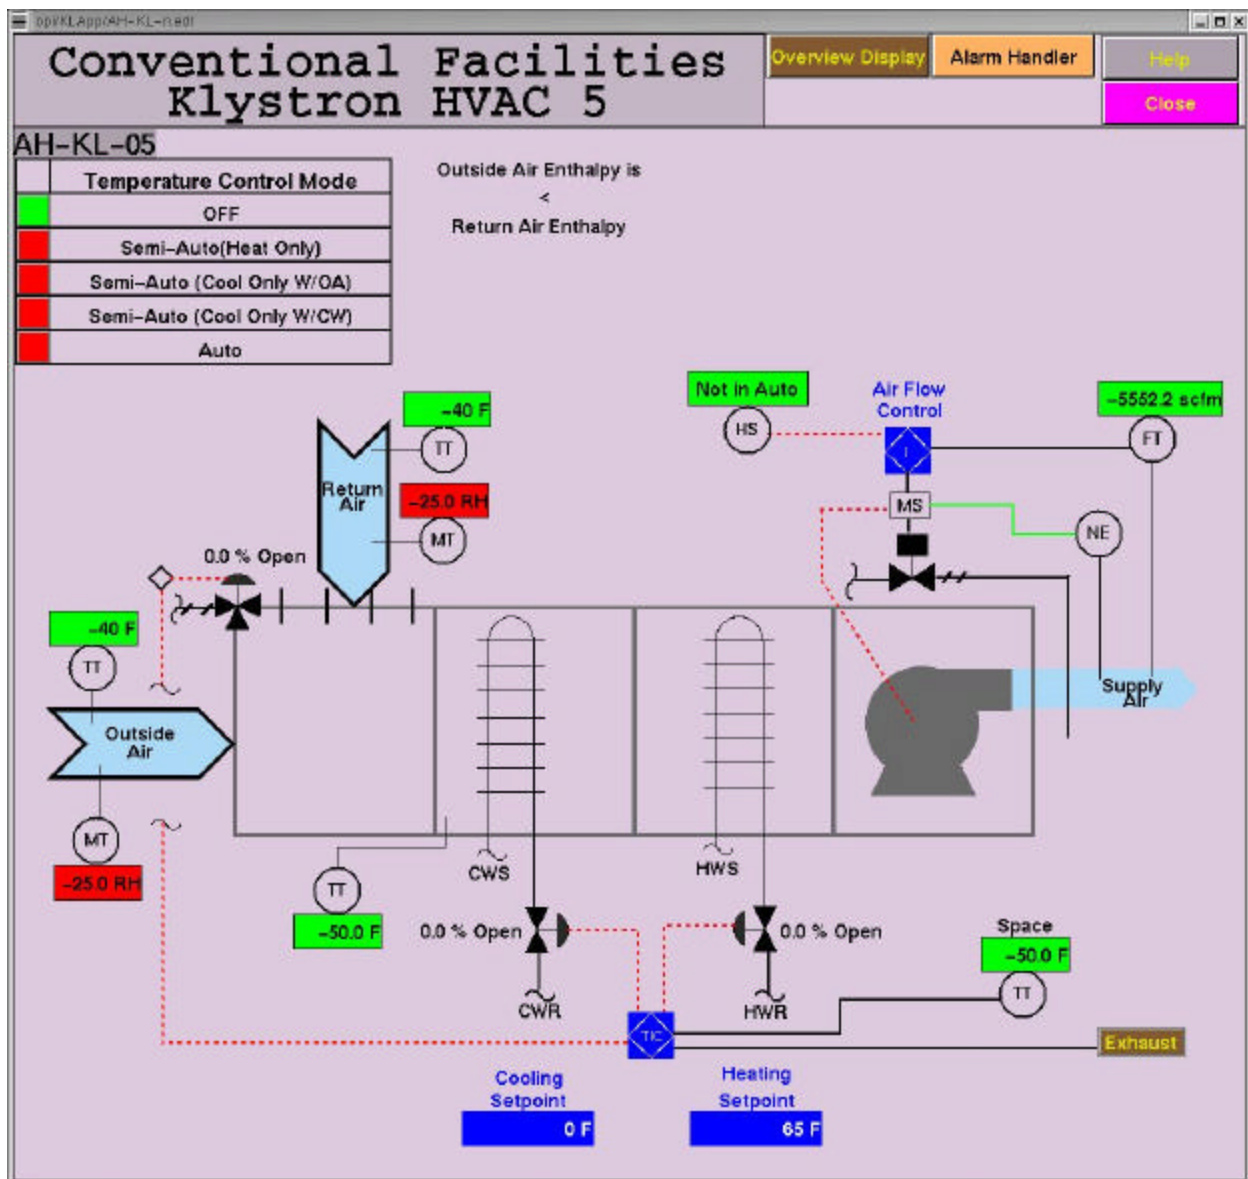 opi/KLApp/AH-KL-n.edl
Conventional Facilities
Klystron HVAC 5
Overview Display
Alarm Handler
Help
Close
AH-KL-05
Temperature Control Mode
OFF
Semi-Auto(Heat Only)
Semi-Auto (Cool Only W/OA)
Semi-Auto (Cool Only W/CW)
Auto
Outside Air Enthalpy is
<
Return Air Enthalpy
Not in Auto
HS
Air Flow
Control
-5552.2 scfm
FT
-40 F
TT
Return
Air
-25.0 RH
MT
MS
NE
0.0 % Open
-40 F
TT
Outside
Air
MT
-25.0 RH
Supply
Air
TT
-50.0 F
CWS
HWS
0.0 % Open
0.0 % Open
CWR
HWR
Space
-50.0 F
TT
TIC
Exhaust
Cooling
Setpoint
0 F
Heating
Setpoint
65 F